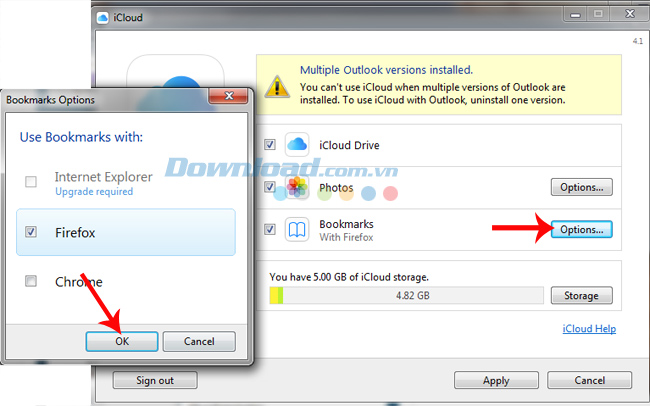 iCloud
4.1
Multiple Outlook versions installed.
You can't use iCloud when multiple versions of Outlook are
installed. To use iCloud with Outlook, uninstall one version.
Bookmarks Options
Use Bookmarks with:
Internet Explorer
Upgrade required
Firefox
Chrome
OK
Cancel
iCloud Drive
Download.com.vn
Photos
Options...
Bookmarks
With Firefox
Options...
You have 5.00 GB of iCloud storage.
4.82 GB
Storage
iCloud Help
Sign out
Apply
Cancel